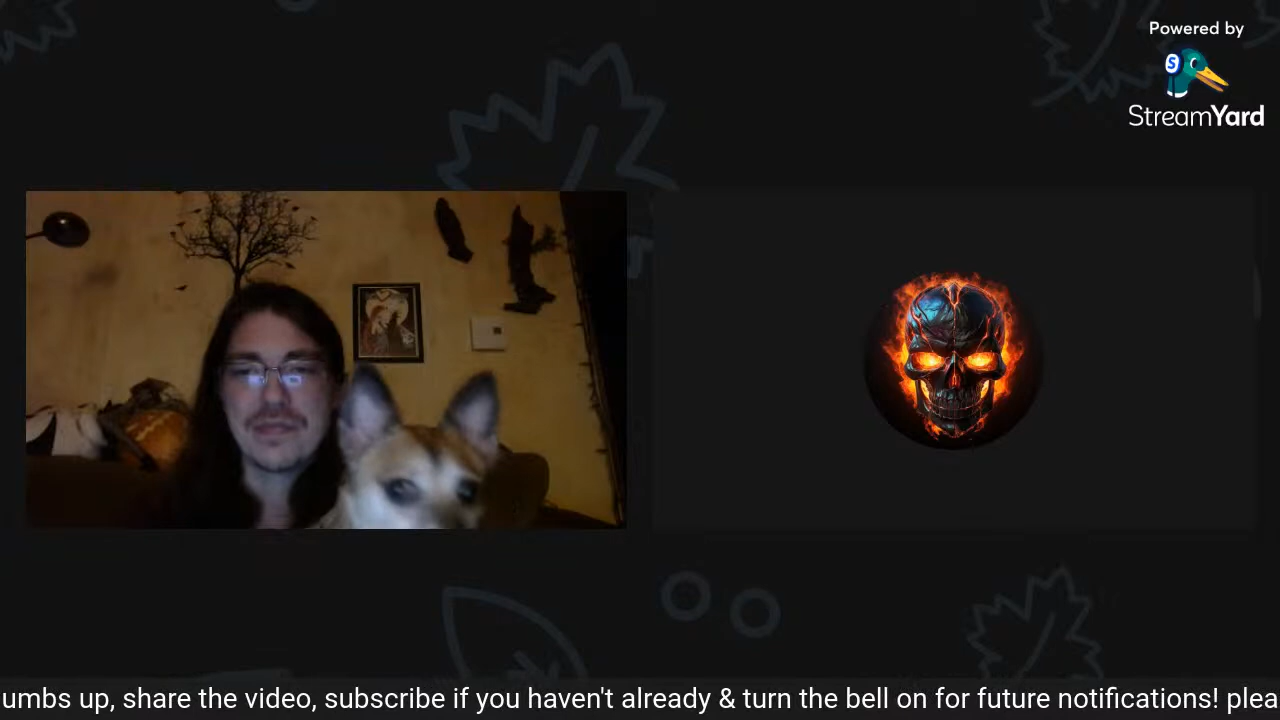 Powered by
StreamYard
umbs up, share the video, subscribe if you haven't already & turn the bell on for future notifications! plea